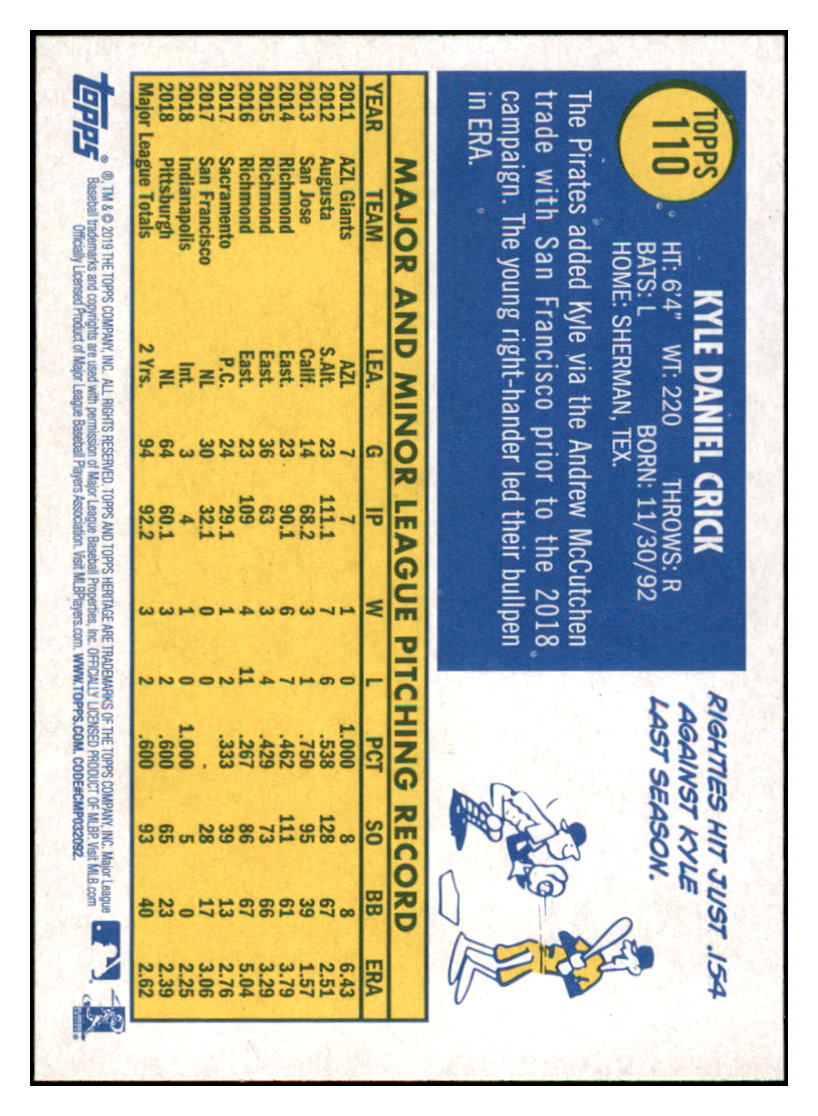 TOPPS
110
KYLE DANIEL CRICK
HT: 6'4" WT: 220 THROWS: R
BATS: L BORN: 11/30/92
HOME: SHERMAN, TEX.
The Pirates added Kyle via the Andrew McCutchen
trade with San Francisco prior to the 2018
campaign. The young right-hander led their bullpen
in ERA.
RIGHTIES HIT JUST .154
AGAINST KYLE
LAST SEASON.
MAJOR AND MINOR LEAGUE PITCHING RECORD
YEAR TEAM LEA. G IP W L PCT SO BB ERA
2011 AZL Giants AZL 7 7 1 0 1.000 8 8 6.43
2012 Augusta S.Atl. 23 111.1 7 6 .538 128 67 2.51
2013 San Jose Calif. 14 68.2 3 1 .750 95 39 1.57
2014 Richmond East. 23 90.1 6 7 .462 111 61 3.79
2015 Richmond East. 36 63 3 4 .429 73 66 3.29
2016 Richmond East. 23 109 4 11 .267 86 67 5.04
2017 Sacramento P.C. 24 29.1 1 2 .333 39 13 2.76
2017 San Francisco NL 30 32.1 0 0 - 28 17 3.06
2018 Indianapolis Int. 3 4 1 0 1.000 5 0 2.25
2018 Pittsburgh NL 64 60.1 3 2 .600 65 23 2.39
Major League Totals 2 Yrs. 94 92.2 3 2 .600 93 40 2.62
topps
®, TM & © 2019 THE TOPPS COMPANY, INC. ALL RIGHTS RESERVED. TOPPS AND TOPPS HERITAGE ARE TRADEMARKS OF THE TOPPS COMPANY, INC. Major League
Baseball trademarks and copyrights are used with permission of Major League Baseball Properties, Inc. OFFICIALLY LICENSED PRODUCT OF MLBP. Visit MLB.com
Officially Licensed Product of Major League Baseball Players Association. Visit MLBPlayers.com. WWW.TOPPS.COM. CODE#CMP032092.